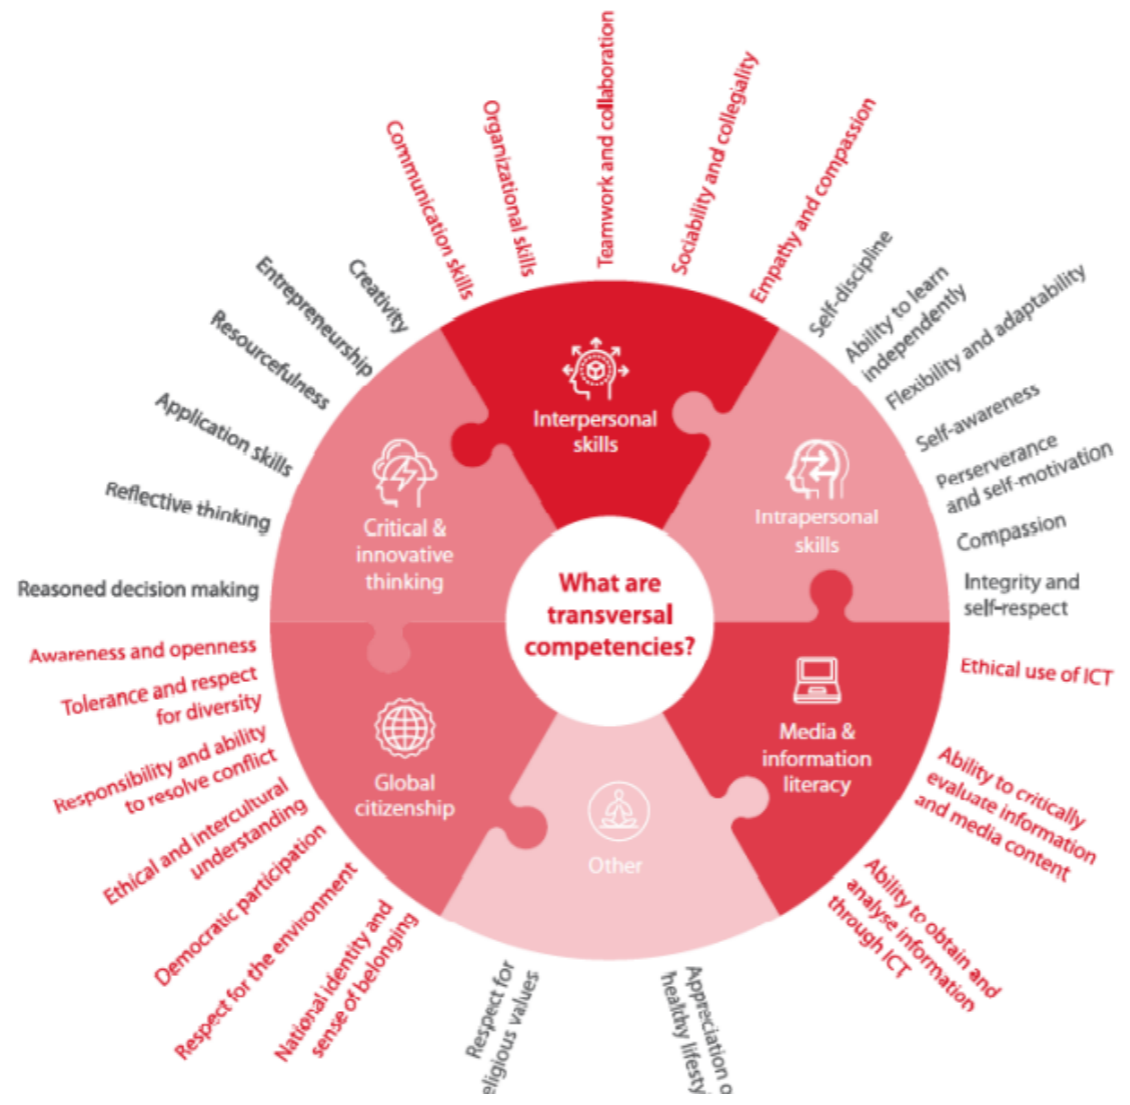 Teamwork and collaboration
Sociability and collegiality
Empathy and compassion
Organizational skills
Communication skills
Self-discipline
Ability to learn
independently
Flexibility and adaptability
Self-awareness
Perserverance
and self-motivation
Compassion
Integrity and
self-respect
Ethical use of ICT
Ability to critically
evaluate information
and media content
Ability to obtain and
analyse information
through ICT
Appreciation o
healthy lifesty
Respect for
eligious values
National identity and
sense of belonging
Respect for the environment
Democratic participation
Ethical and intercultural
understanding
Responsibility and ability
to resolve conflict
Tolerance and respect
for diversity
Awareness and openness
Reasoned decision making
Reflective thinking
Application skills
Resourcefulness
Entrepreneurship
Creativity
Interpersonal
skills
Intrapersonal
skills
Media &
information
literacy
Other
Global
citizenship
Critical &
innovative
thinking
What are
transversal
competencies?